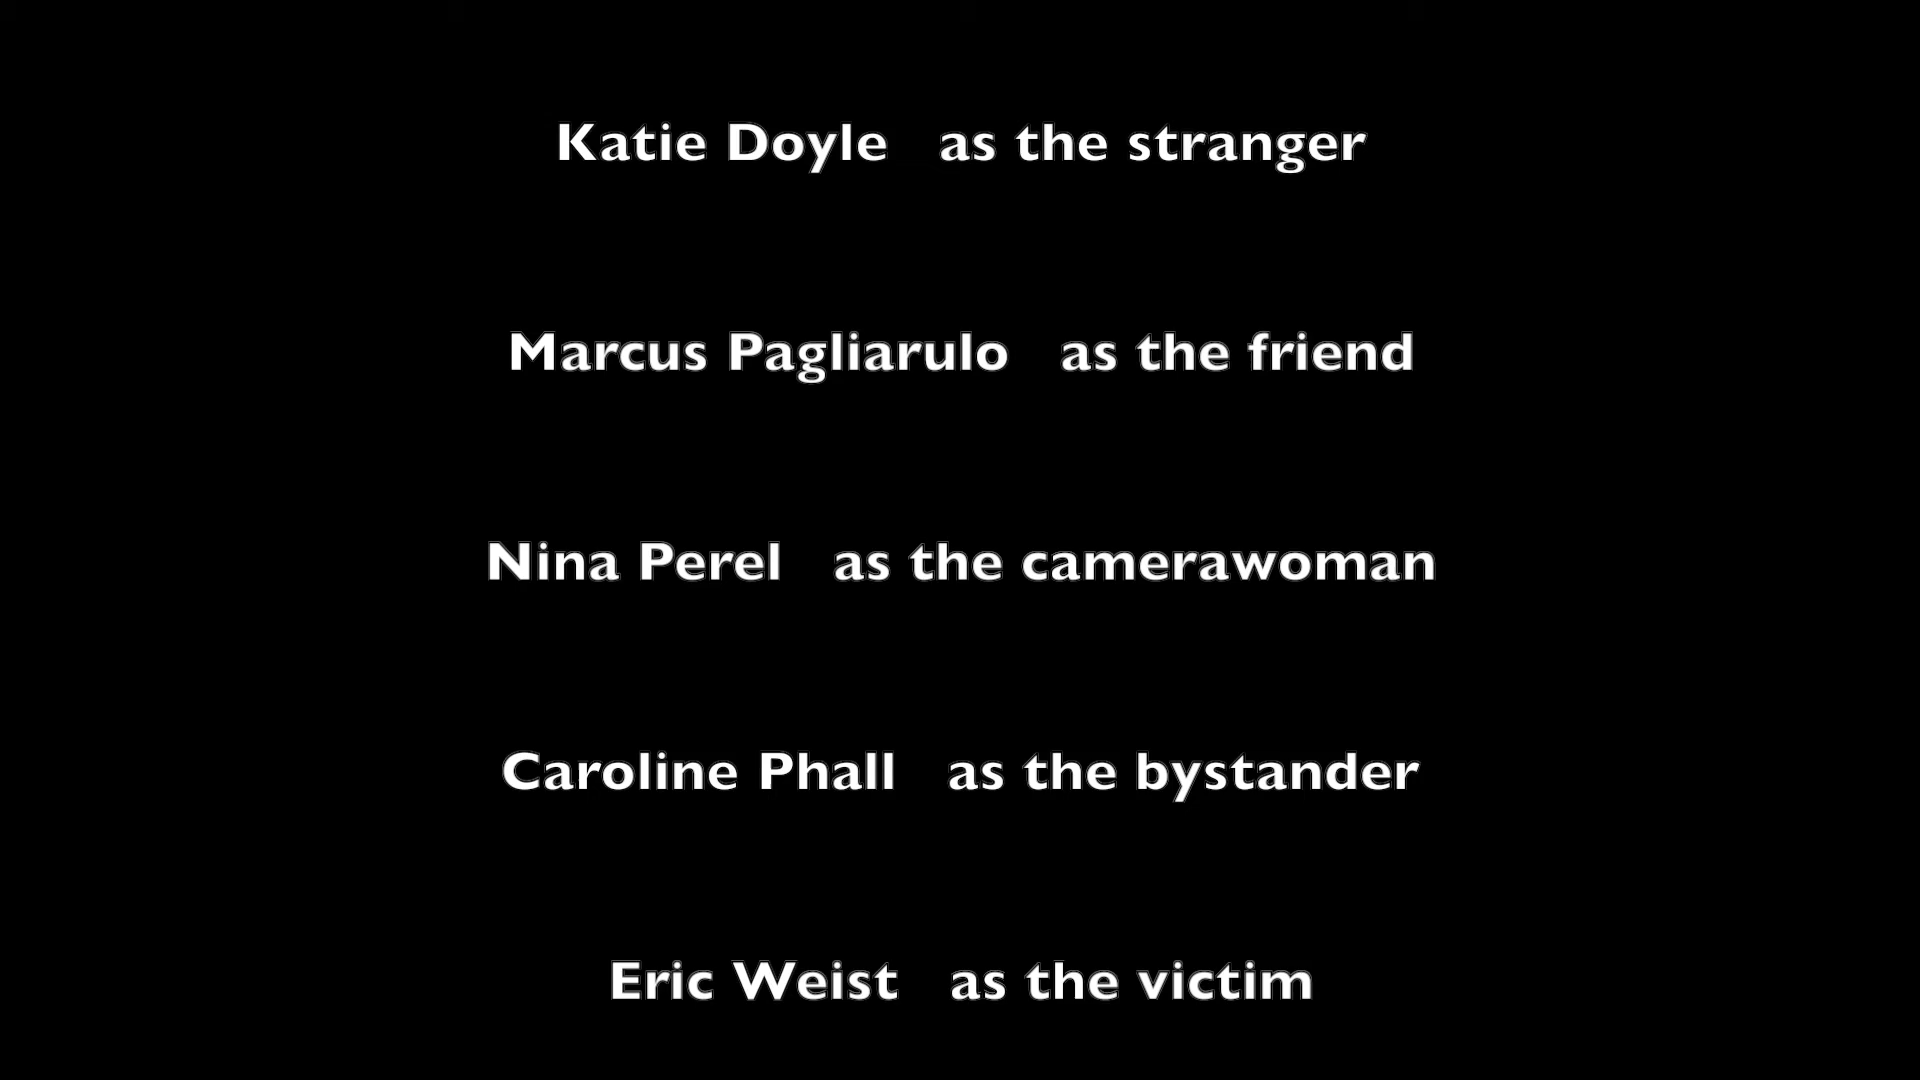 Katie Doyle as the stranger
Marcus Pagliarulo as the friend
Nina Perel as the camerawoman
Caroline Phall as the bystander
Eric Weist as the victim